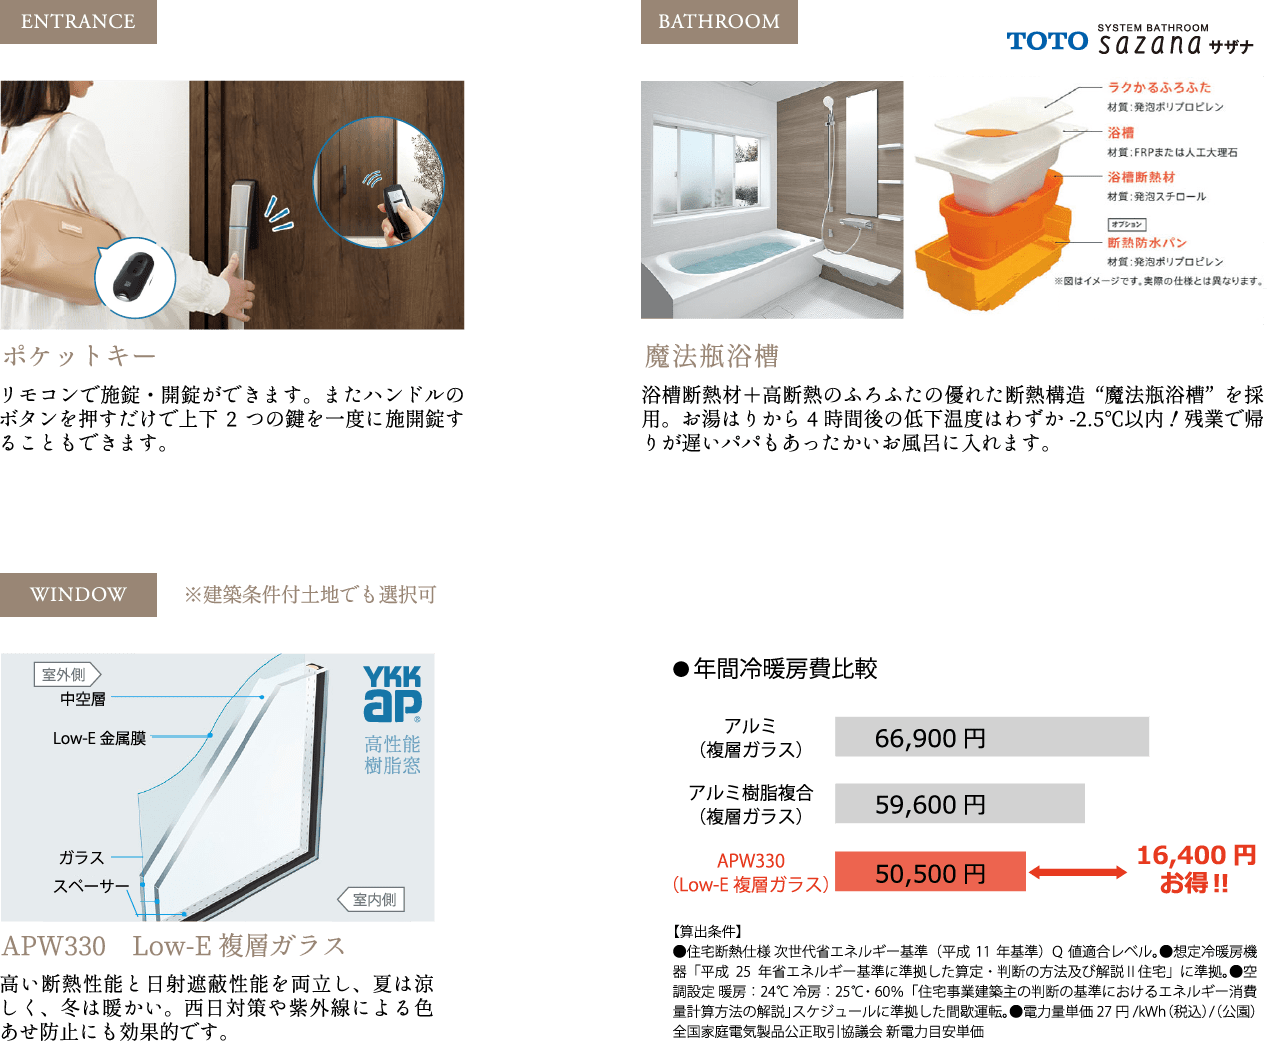 ENTRANCE
ポケットキー
リモコンで施錠・開錠ができます。またハンドルの
ボタンを押すだけで上下 2 つの鍵を一度に施開錠す
ることもできます。
BATHROOM
TOTO
SYSTEM BATHROOM
sazana サザナ
ラクかるふろふた
材質：発泡ポリプロピレン
浴槽
材質：FRPまたは人工大理石
浴槽断熱材
材質：発泡スチロール
オプション
断熱防水パン
材質：発泡ポリプロピレン
※図はイメージです。実際の仕様とは異なります。
魔法瓶浴槽
浴槽断熱材＋高断熱のふろふたの優れた断熱構造 “魔法瓶浴槽” を採
用。お湯はりから 4 時間後の低下温度はわずか -2.5℃以内！残業で帰
りが遅いパパもあったかいお風呂に入れます。
WINDOW
※建築条件付土地でも選択可
室外側
中空層
Low-E 金属膜
ガラス
スペーサー
室内側
YKK
ap®
高性能
樹脂窓
APW330　Low-E 複層ガラス
高い断熱性能と日射遮蔽性能を両立し、夏は涼
しく、冬は暖かい。西日対策や紫外線による色
あせ防止にも効果的です。
●年間冷暖房費比較
アルミ
（複層ガラス）
66,900 円
アルミ樹脂複合
（複層ガラス）
59,600 円
APW330
（Low-E 複層ガラス）
50,500 円
16,400 円
お得!!
【算出条件】
●住宅断熱仕様 次世代省エネルギー基準（平成 11 年基準）Q 値適合レベル。●想定冷暖房機
器「平成 25 年省エネルギー基準に準拠した算定・判断の方法及び解説Ⅱ住宅」に準拠。●空
調設定 暖房：24℃ 冷房：25℃・60％「住宅事業建築主の判断の基準におけるエネルギー消費
量計算方法の解説」スケジュールに準拠した間歇運転。●電力量単価 27 円 /kWh（税込）/（公園）
全国家庭電気製品公正取引協議会 新電力目安単価